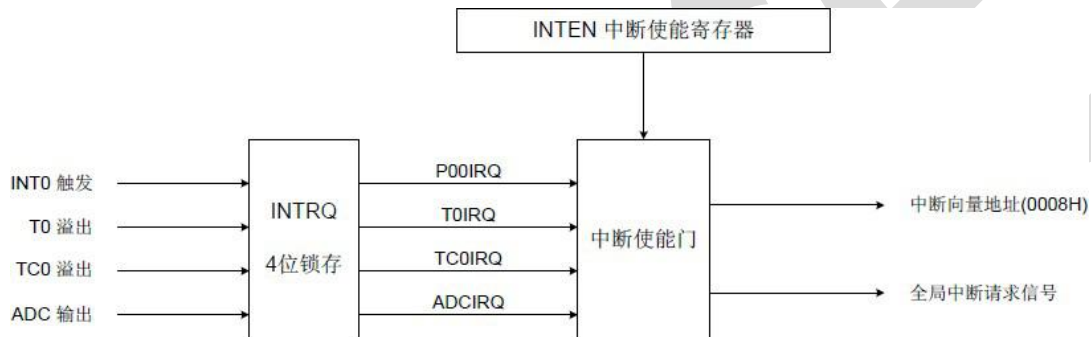 INTEN 中断使能寄存器
INT0 触发
T0 溢出
TC0 溢出
ADC 输出
INTRQ
4位锁存
P00IRQ
T0IRQ
TC0IRQ
ADCIRQ
中断使能门
中断向量地址(0008H)
全局中断请求信号